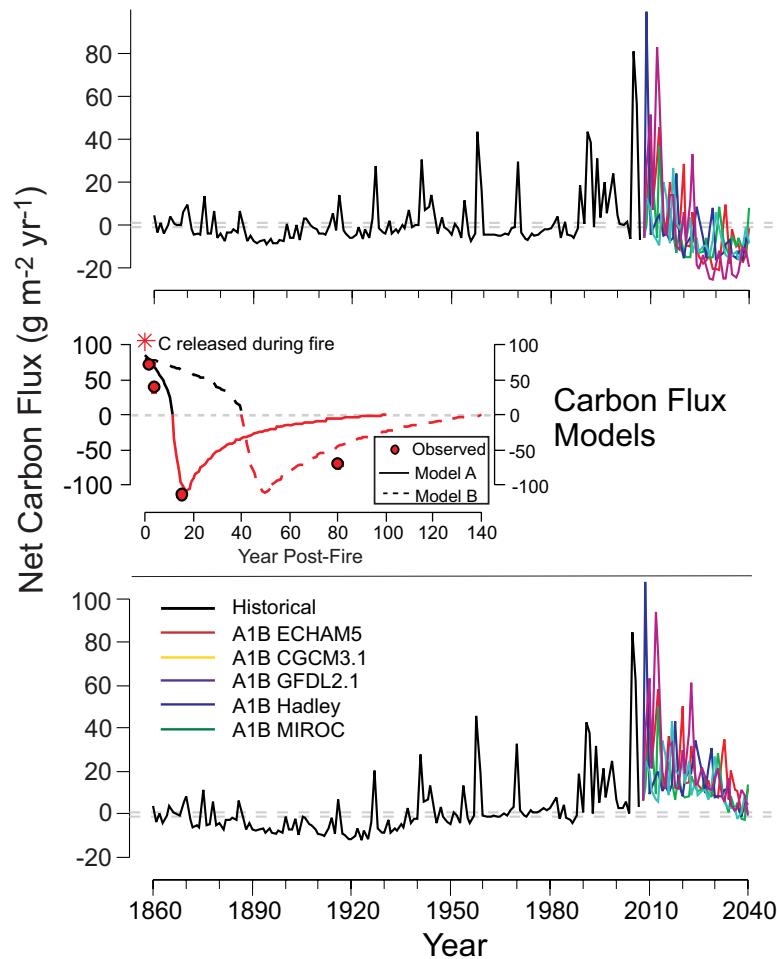 Net Carbon Flux (g m-2 yr-1)
80
60
40
20
0
-20
C released during fire
100
50
0
-50
-100
100
50
0
-50
-100
Carbon Flux
Models
Observed
Model A
Model B
0 20 40 60 80 100 120 140
Year Post-Fire
100
80
60
40
20
0
-20
Historical
A1B ECHAM5
A1B CGCM3.1
A1B GFDL2.1
A1B Hadley
A1B MIROC
1860 1890 1920 1950 1980 2010 2040
Year